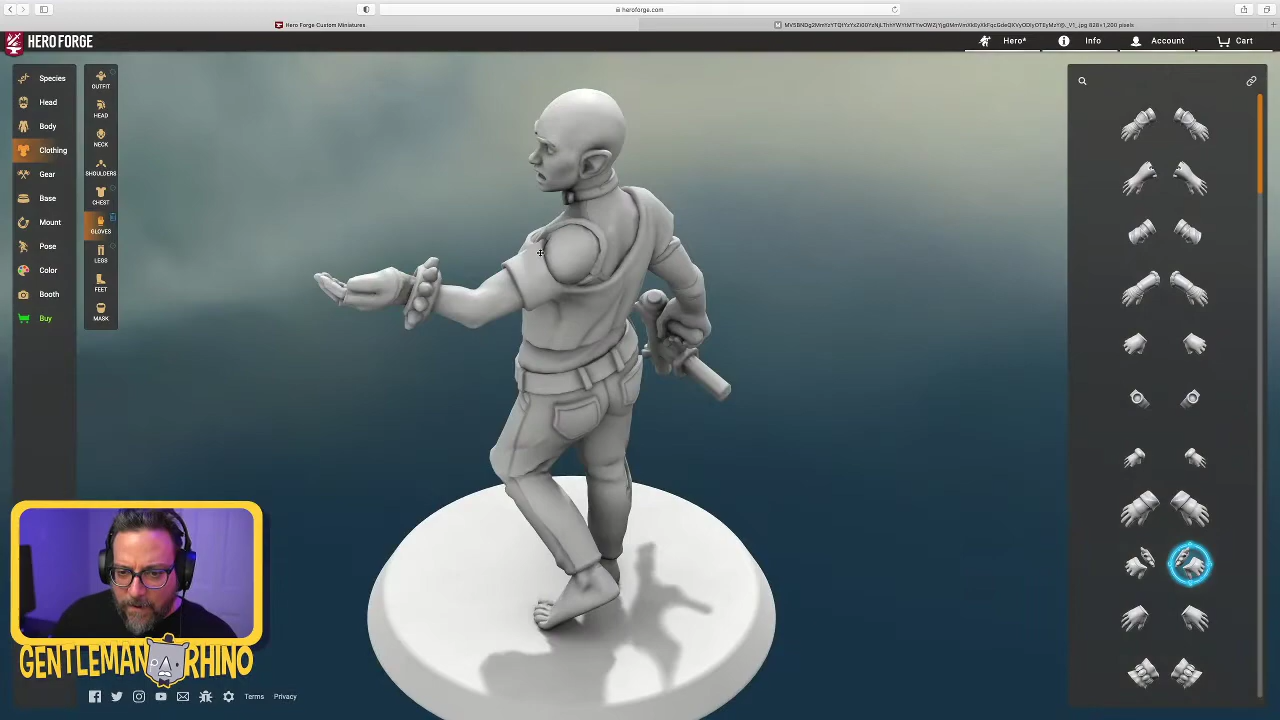 heroforge.com
Hero Forge Custom Miniatures
HERO FORGE
Hero*
Info
Account
Cart
Species
Head
Body
Clothing
Gear
Base
Mount
Pose
Color
Booth
Buy
OUTFIT
HEAD
NECK
SHOULDERS
CHEST
GLOVES
LEGS
FEET
MASK
GENTLEMAN RHINO
Terms
Privacy